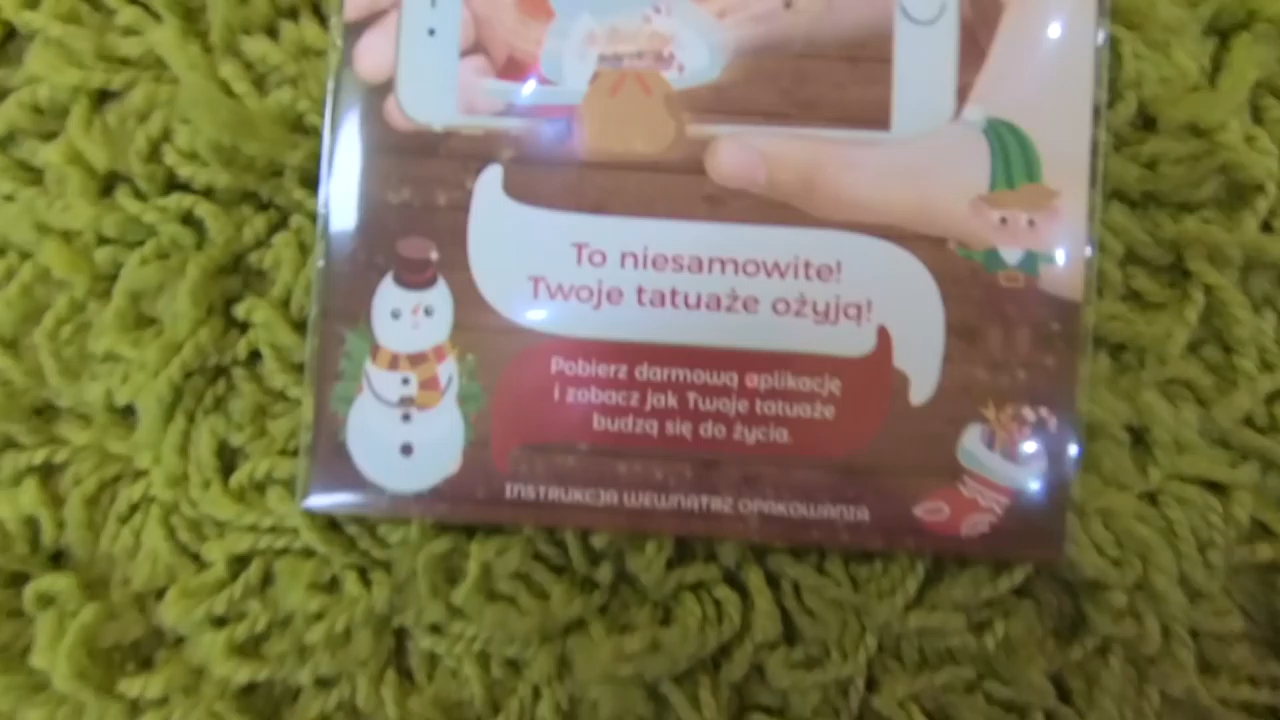 To niesamowite!
Twoje tatuaże ożyją!
Pobierz darmową aplikację
i zobacz jak Twoje tatuaże
budzą się do życia.
INSTRUKCJA WEWNĄTRZ OPAKOWANIA